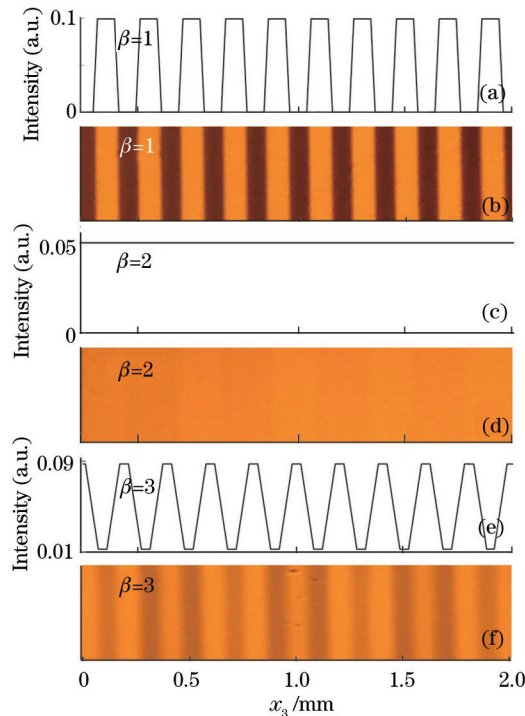 Intensity (a.u.)
0.1
β=1
0
(a)
β=1
(b)
Intensity (a.u.)
0.05
β=2
0
(c)
β=2
(d)
Intensity (a.u.)
0.09
β=3
0.01
(e)
β=3
(f)
0 0.5 1.0 1.5 2.0
x₃ /mm